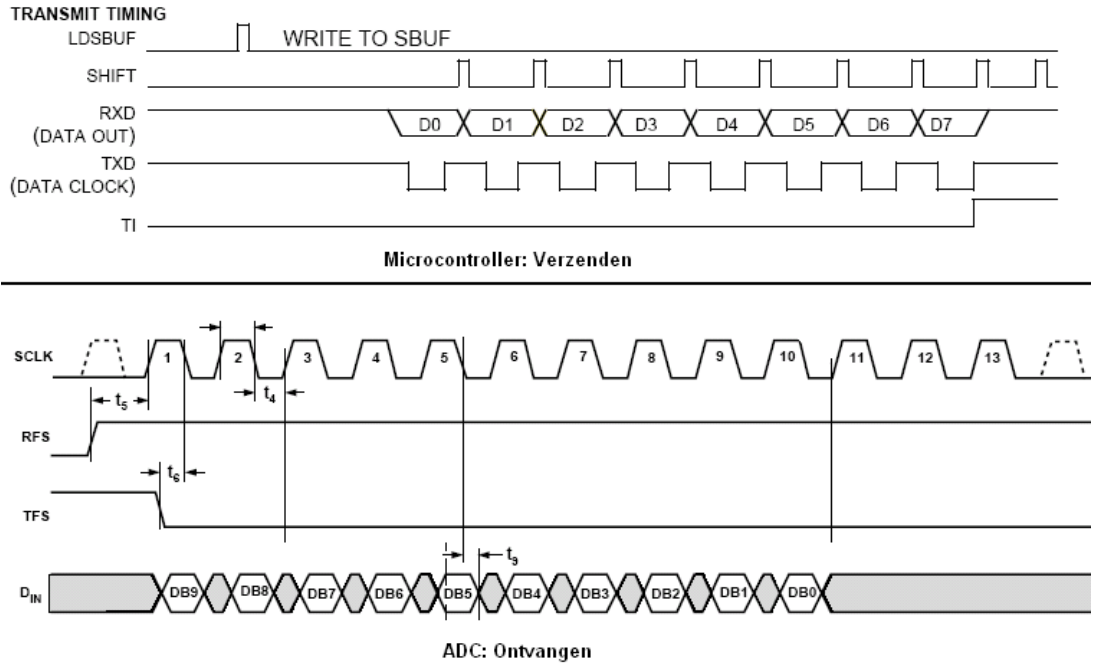 TRANSMIT TIMING
LDSBUF
WRITE TO SBUF
SHIFT
RXD
(DATA OUT)
D0 D1 D2 D3 D4 D5 D6 D7
TXD
(DATA CLOCK)
TI
Microcontroller: Verzenden
SCLK
1 2 3 4 5 6 7 8 9 10 11 12 13
t5 t4
RFS
t6
TFS
t9
DIN
DB9 DB8 DB7 DB6 DB5 DB4 DB3 DB2 DB1 DB0
ADC: Ontvangen